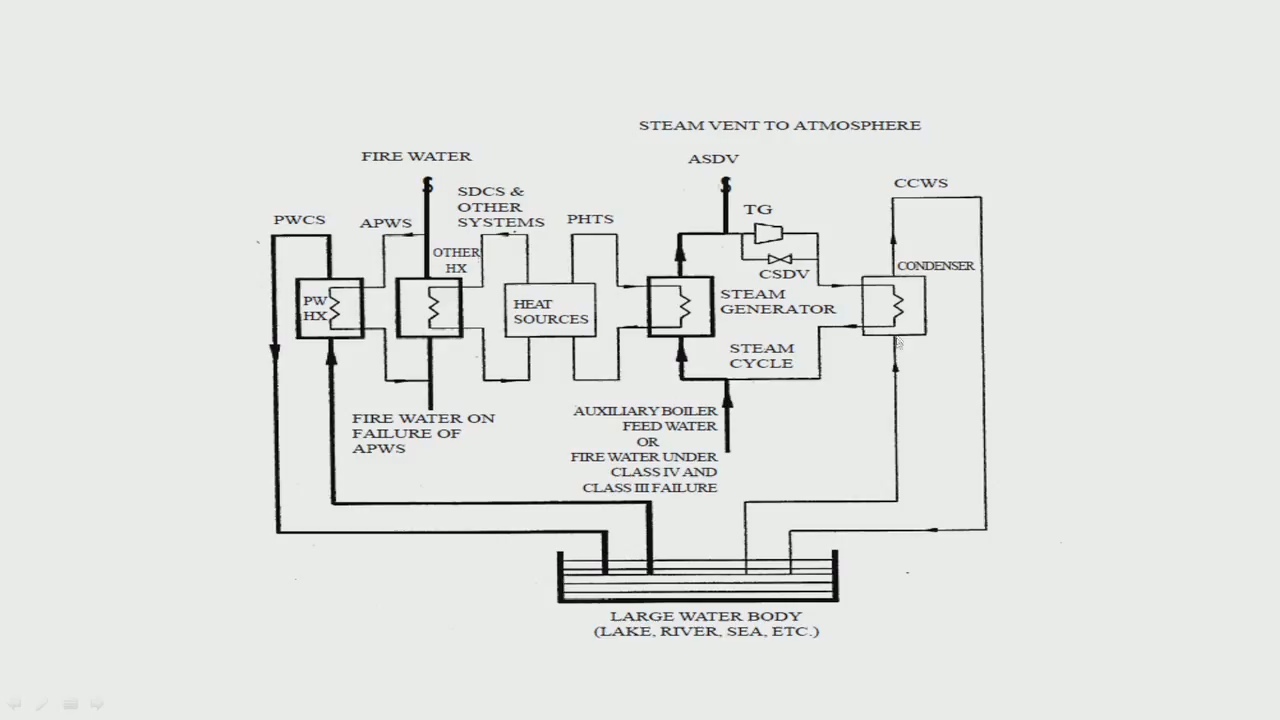 STEAM VENT TO ATMOSPHERE
FIRE WATER
ASDV
CCWS
SDCS &
OTHER
SYSTEMS
PWCS
APWS
PHTS
TG
OTHER
HX
CSDV
CONDENSER
PW
HX
HEAT
SOURCES
STEAM
GENERATOR
STEAM
CYCLE
FIRE WATER ON
FAILURE OF
APWS
AUXILIARY BOILER
FEED WATER
OR
FIRE WATER UNDER
CLASS IV AND
CLASS III FAILURE
LARGE WATER BODY
(LAKE, RIVER, SEA, ETC.)